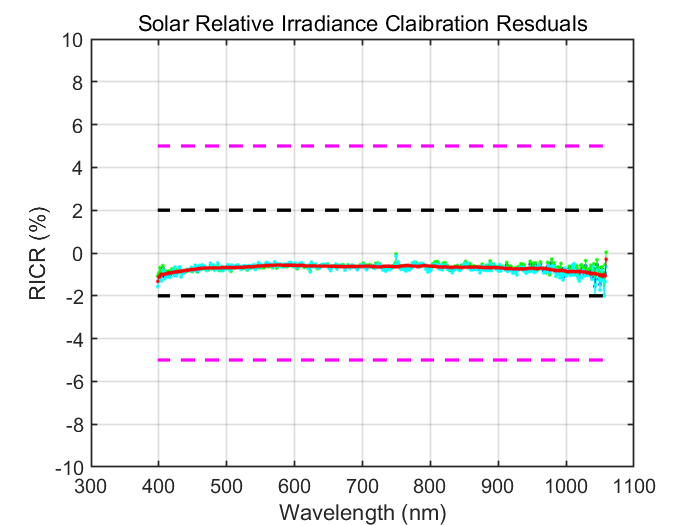 Solar Relative Irradiance Claibration Resduals
10
8
6
4
2
0
-2
-4
-6
-8
-10
RICR (%)
300 400 500 600 700 800 900 1000 1100
Wavelength (nm)